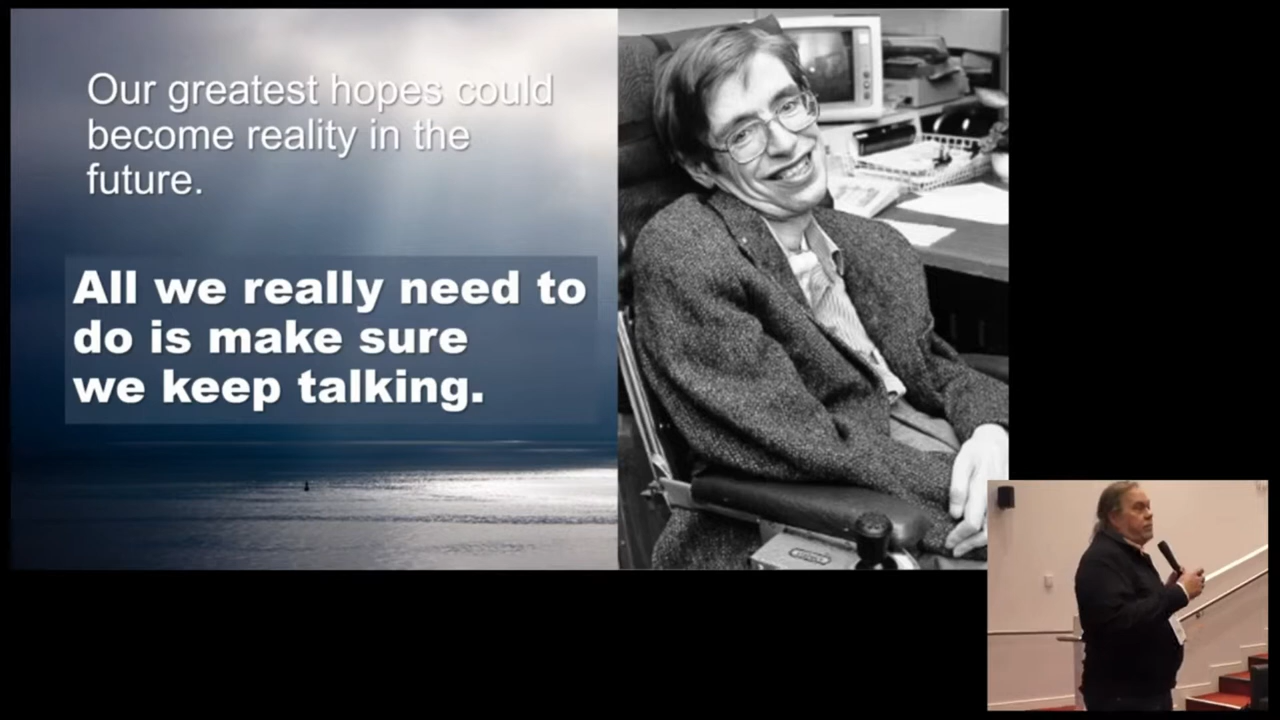 Our greatest hopes could
become reality in the
future.
All we really need to
do is make sure
we keep talking.